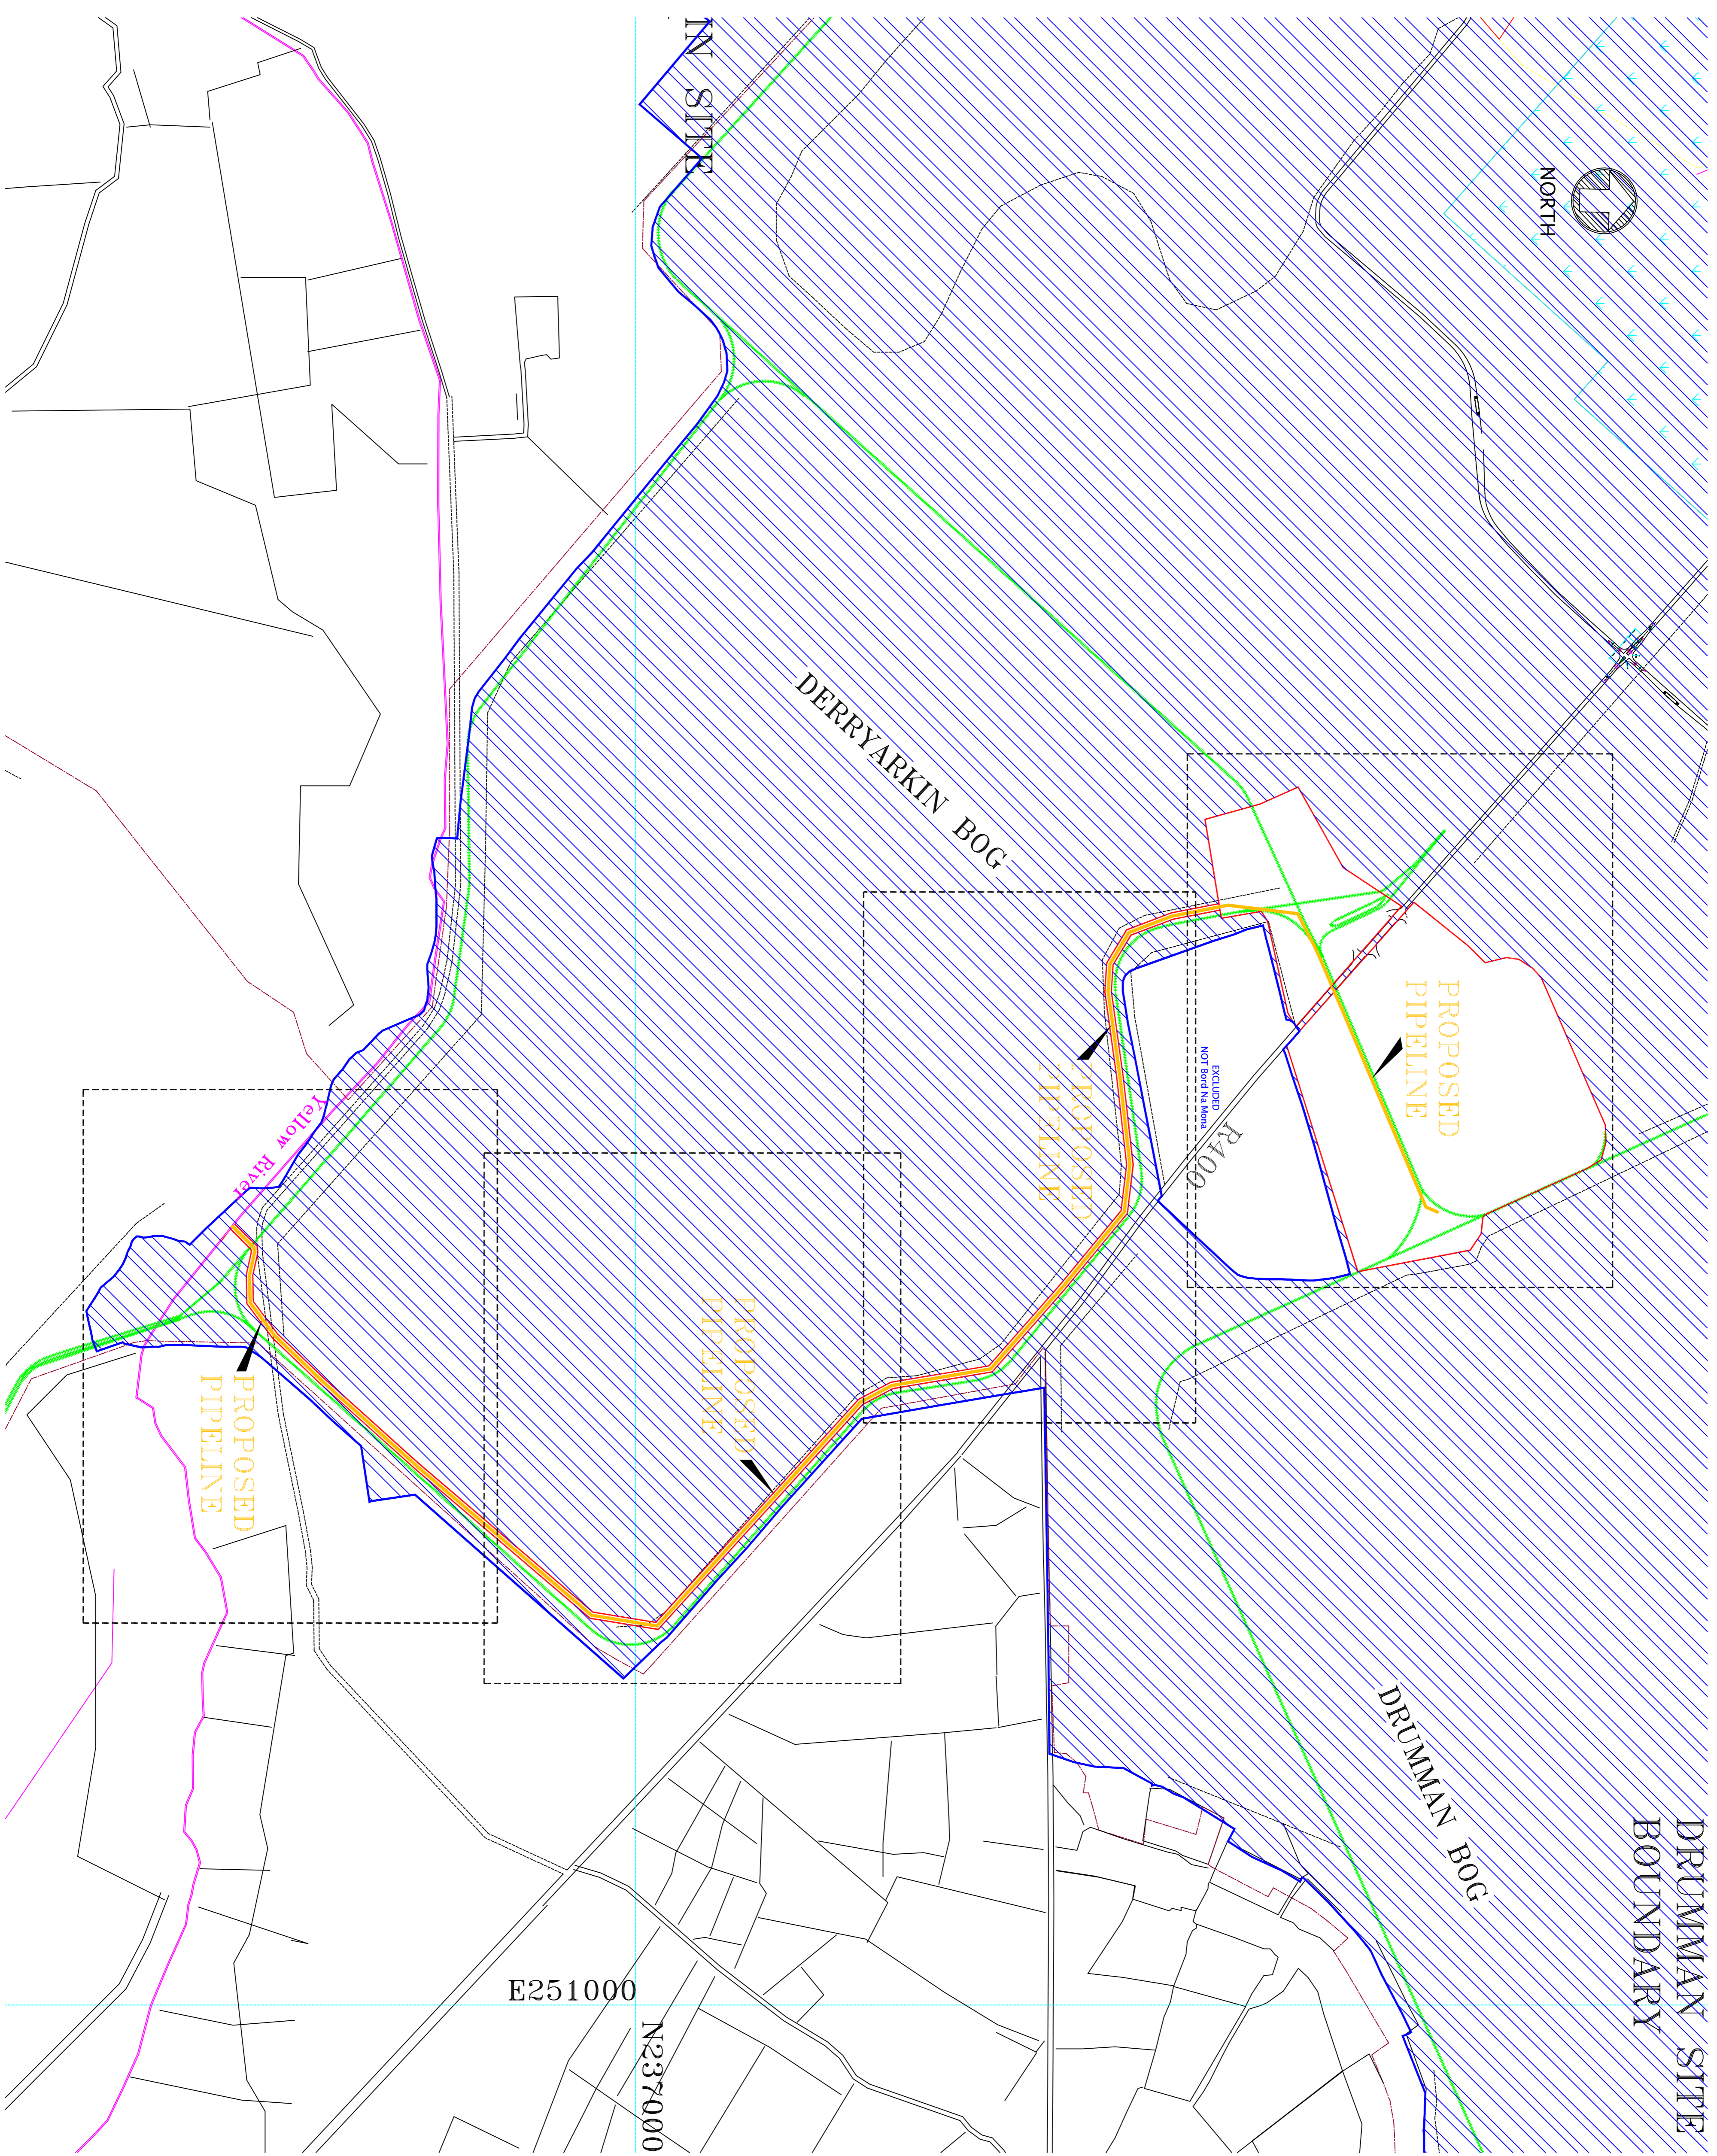 IN SITE
NORTH
DERRYARKIN BOG
PROPOSED
PIPELINE
EXCLUDED
NOT Bord Na Mona
R400
PROPOSED
PIPELINE
Yellow River
PROPOSED
PIPELINE
PROPOSED
PIPELINE
DRUMMAN BOG
DRUMMAN SITE
BOUNDARY
E251000
N237000